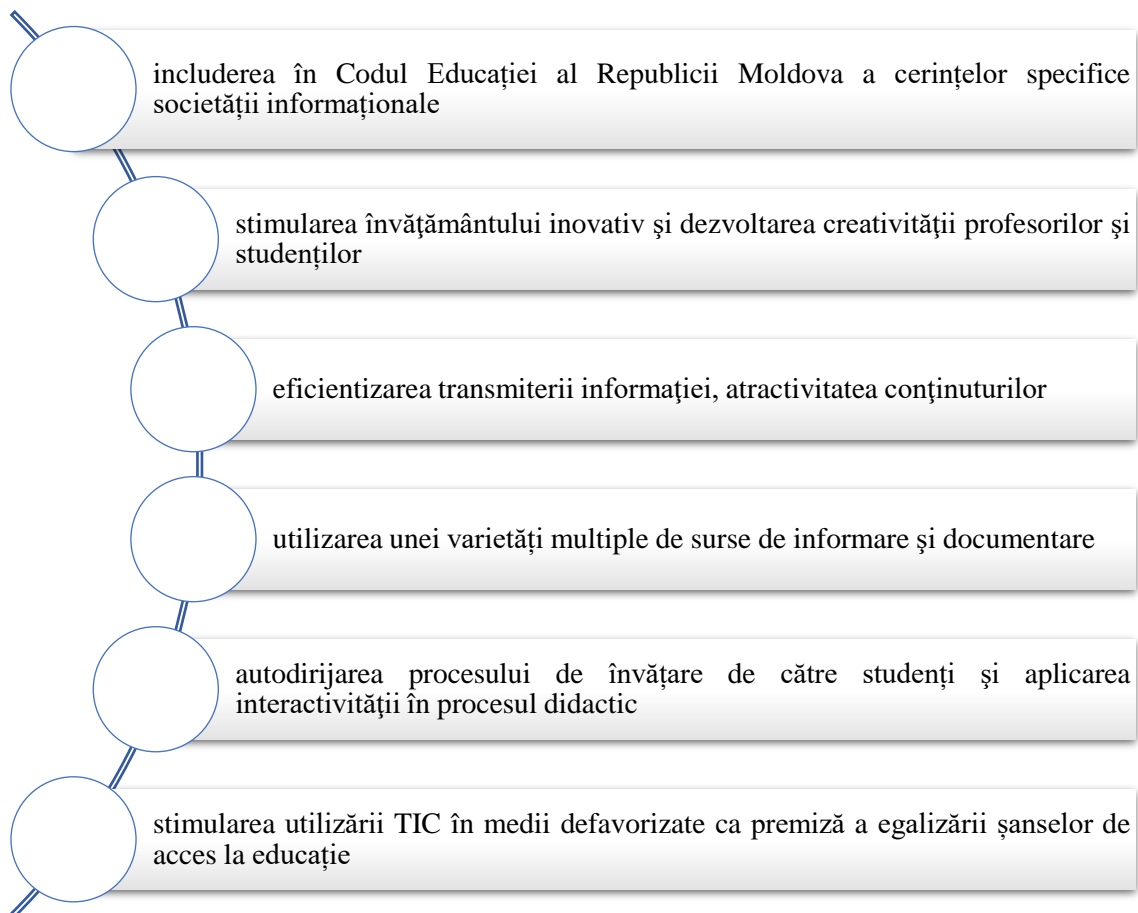 includerea în Codul Educației al Republicii Moldova a cerințelor specifice
societății informaționale
stimularea învăţământului inovativ şi dezvoltarea creativităţii profesorilor şi
studenților
eficientizarea transmiterii informaţiei, atractivitatea conţinuturilor
utilizarea unei varietăți multiple de surse de informare şi documentare
autodirijarea procesului de învățare de către studenți şi aplicarea
interactivităţii în procesul didactic
stimularea utilizării TIC în medii defavorizate ca premiză a egalizării șanselor de
acces la educație